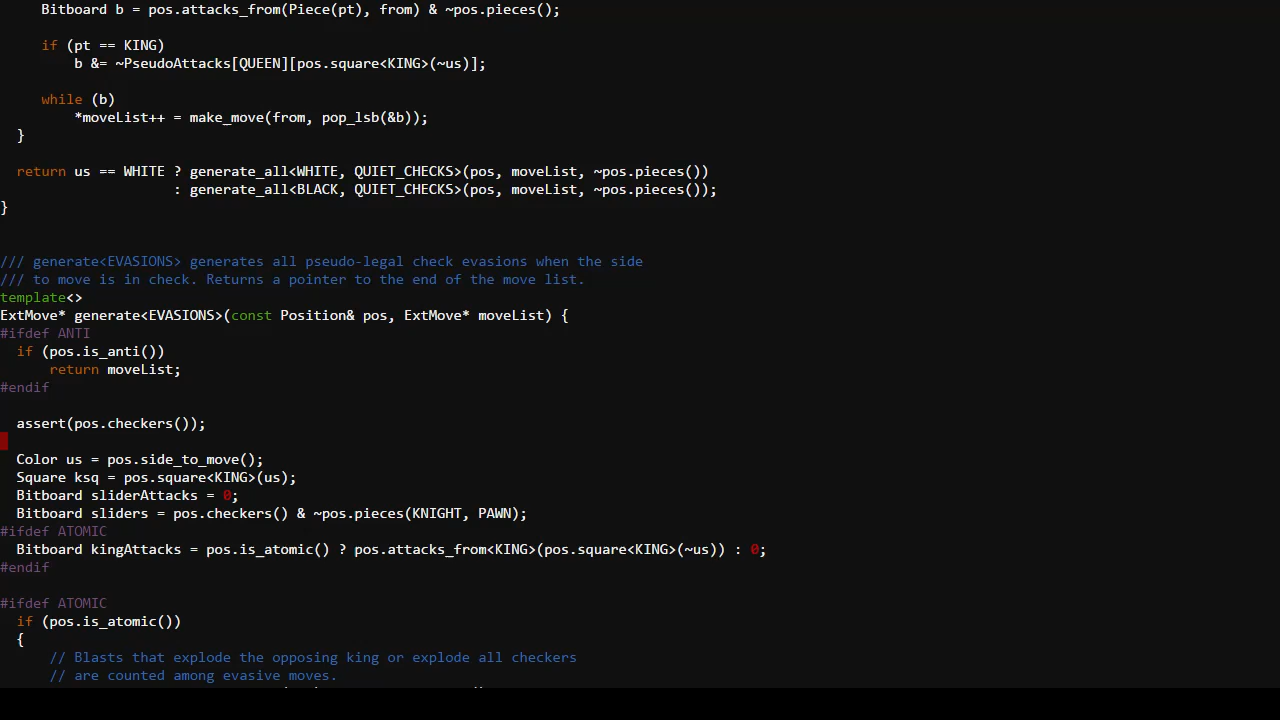 Bitboard b = pos.attacks_from(Piece(pt), from) & ~pos.pieces();
if (pt == KING)
b &= ~PseudoAttacks[QUEEN][pos.square<KING>(~us)];
while (b)
*moveList++ = make_move(from, pop_lsb(&b));
}
return us == WHITE ? generate_all<WHITE, QUIET_CHECKS>(pos, moveList, ~pos.pieces())
: generate_all<BLACK, QUIET_CHECKS>(pos, moveList, ~pos.pieces());
}
/// generate<EVASIONS> generates all pseudo-legal check evasions when the side
/// to move is in check. Returns a pointer to the end of the move list.
template<>
ExtMove* generate<EVASIONS>(const Position& pos, ExtMove* moveList) {
#ifdef ANTI
if (pos.is_anti())
return moveList;
#endif
assert(pos.checkers());
Color us = pos.side_to_move();
Square ksq = pos.square<KING>(us);
Bitboard sliderAttacks = 0;
Bitboard sliders = pos.checkers() & ~pos.pieces(KNIGHT, PAWN);
#ifdef ATOMIC
Bitboard kingAttacks = pos.is_atomic() ? pos.attacks_from<KING>(pos.square<KING>(~us)) : 0;
#endif
#ifdef ATOMIC
if (pos.is_atomic())
{
// Blasts that explode the opposing king or explode all checkers
// are counted among evasive moves.